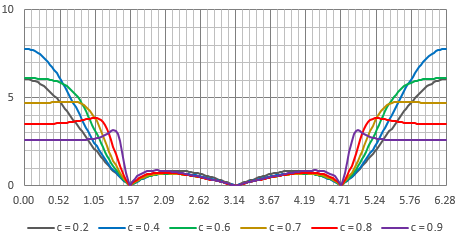 10
5
0
0.00 0.52 1.05 1.57 2.09 2.62 3.14 3.67 4.19 4.71 5.24 5.76 6.28
c = 0.2 c = 0.4 c = 0.6 c = 0.7 c = 0.8 c = 0.9